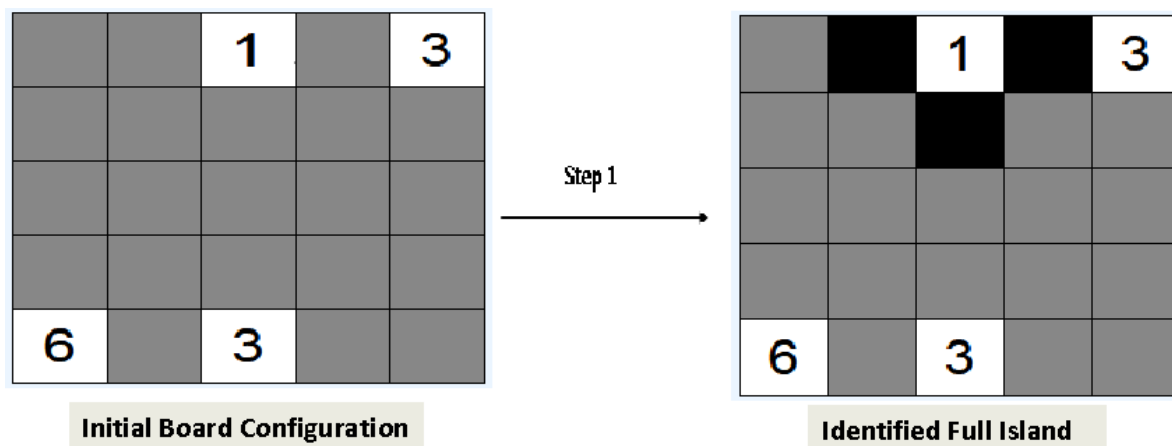 1 3
1 3
Step 1
6 3
6 3
Initial Board Configuration
Identified Full Island